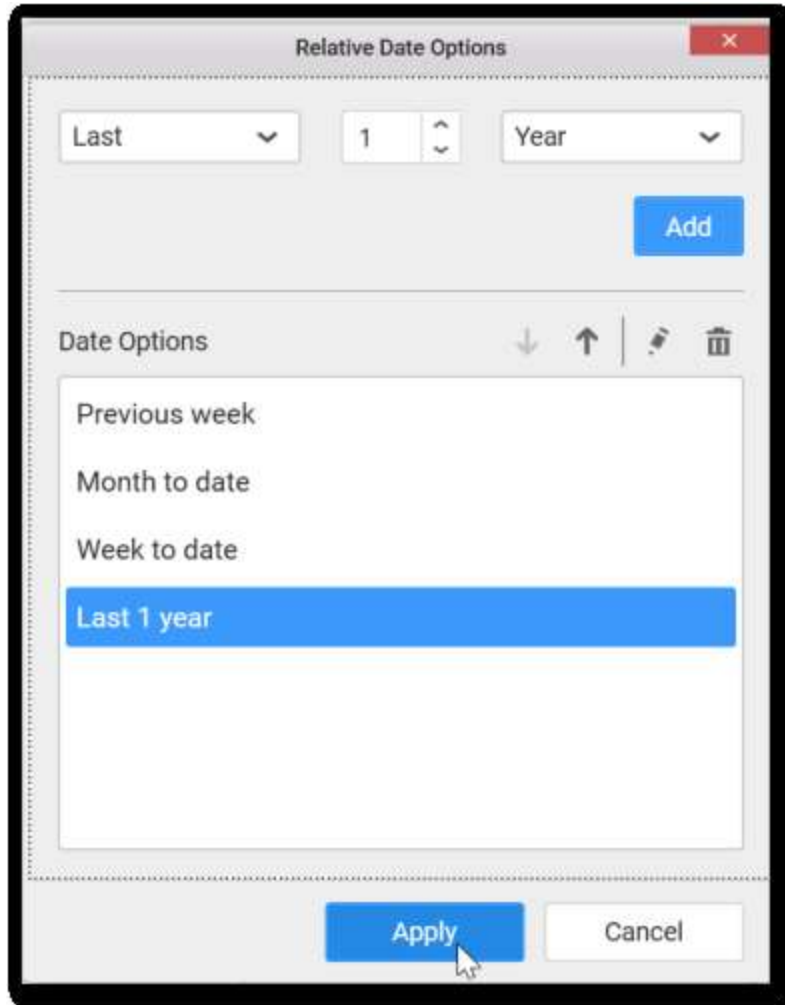 Relative Date Options
Last 1 Year
Add
Date Options
Previous week
Month to date
Week to date
Last 1 year
Apply Cancel